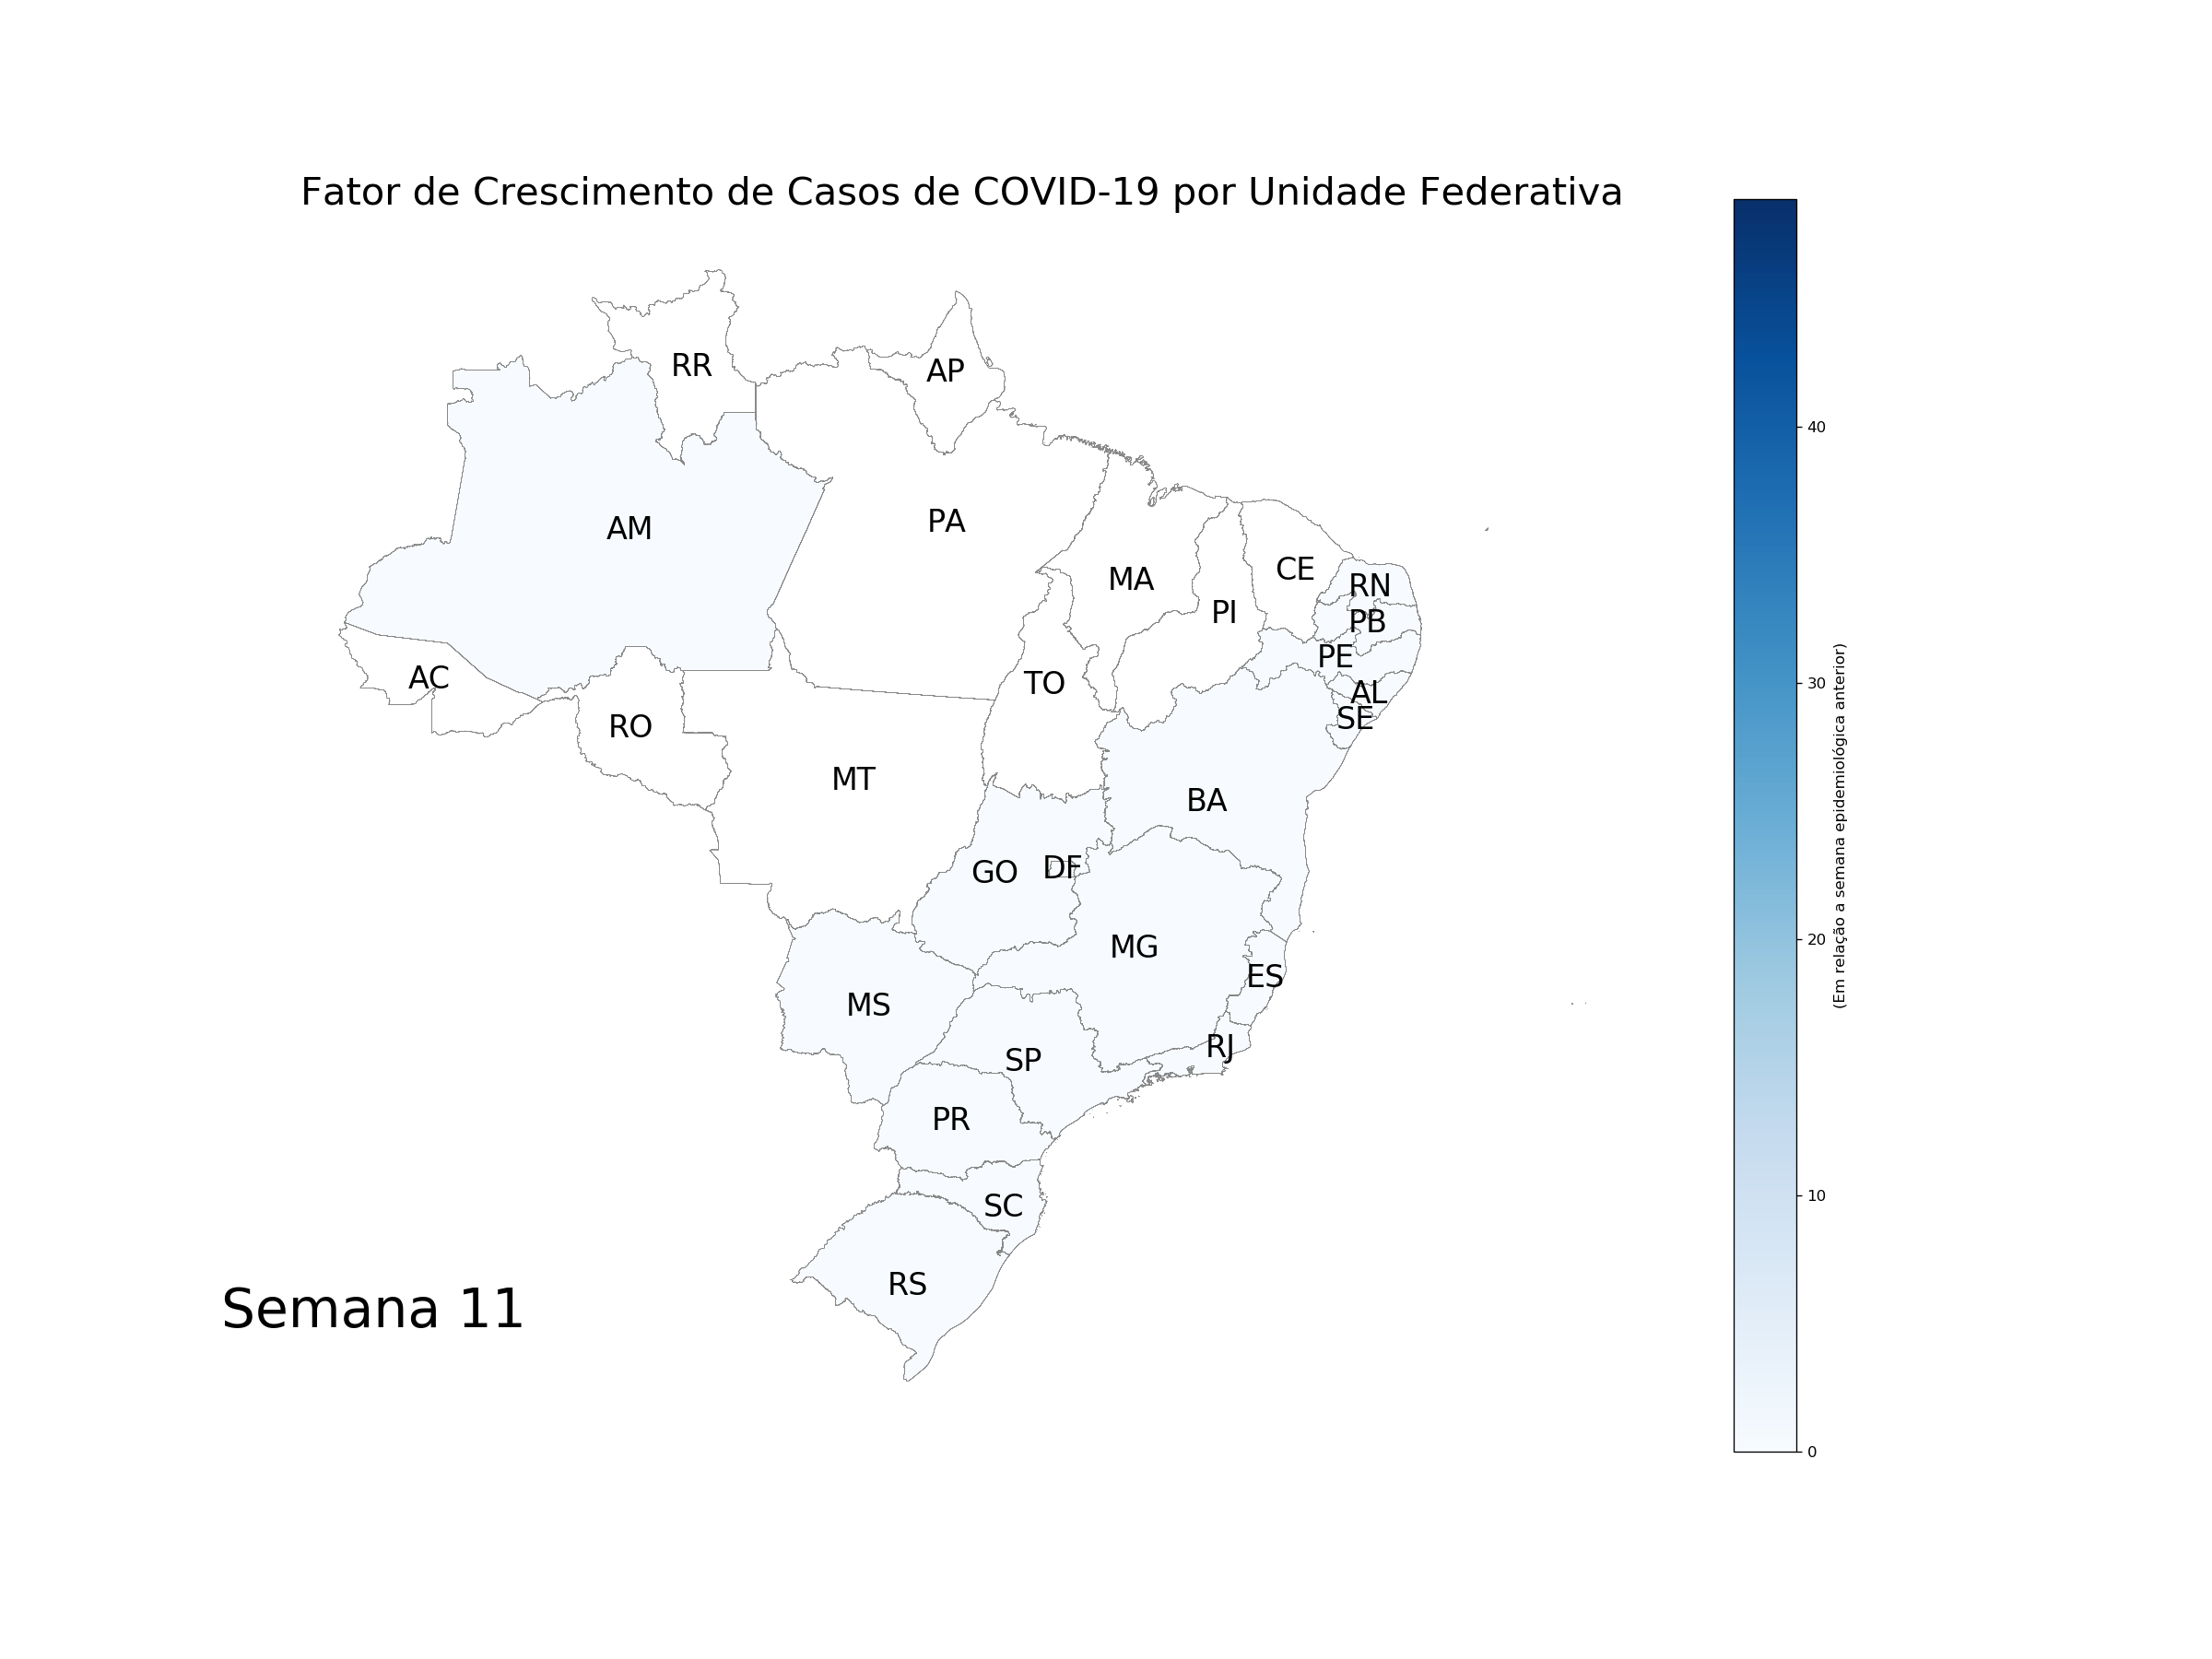 Fator de Crescimento de Casos de COVID-19 por Unidade Federativa
RR
AP
AM
PA
MA
CE
RN
PI
PB
PE
AC
TO
AL
SE
RO
MT
BA
GO
DF
MG
ES
MS
RJ
SP
PR
SC
RS
Semana 11
40
30
20
10
0
(Em relação a semana epidemiológica anterior)